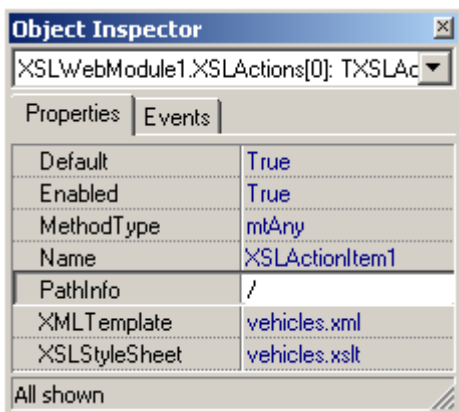 Object Inspector
XSLWebModule1.XSLActions[0]: TXSLAc
Properties Events
Default True
Enabled True
MethodType mtAny
Name XSLActionItem1
PathInfo /
XMLTemplate vehicles.xml
XSLStyleSheet vehicles.xslt
All shown